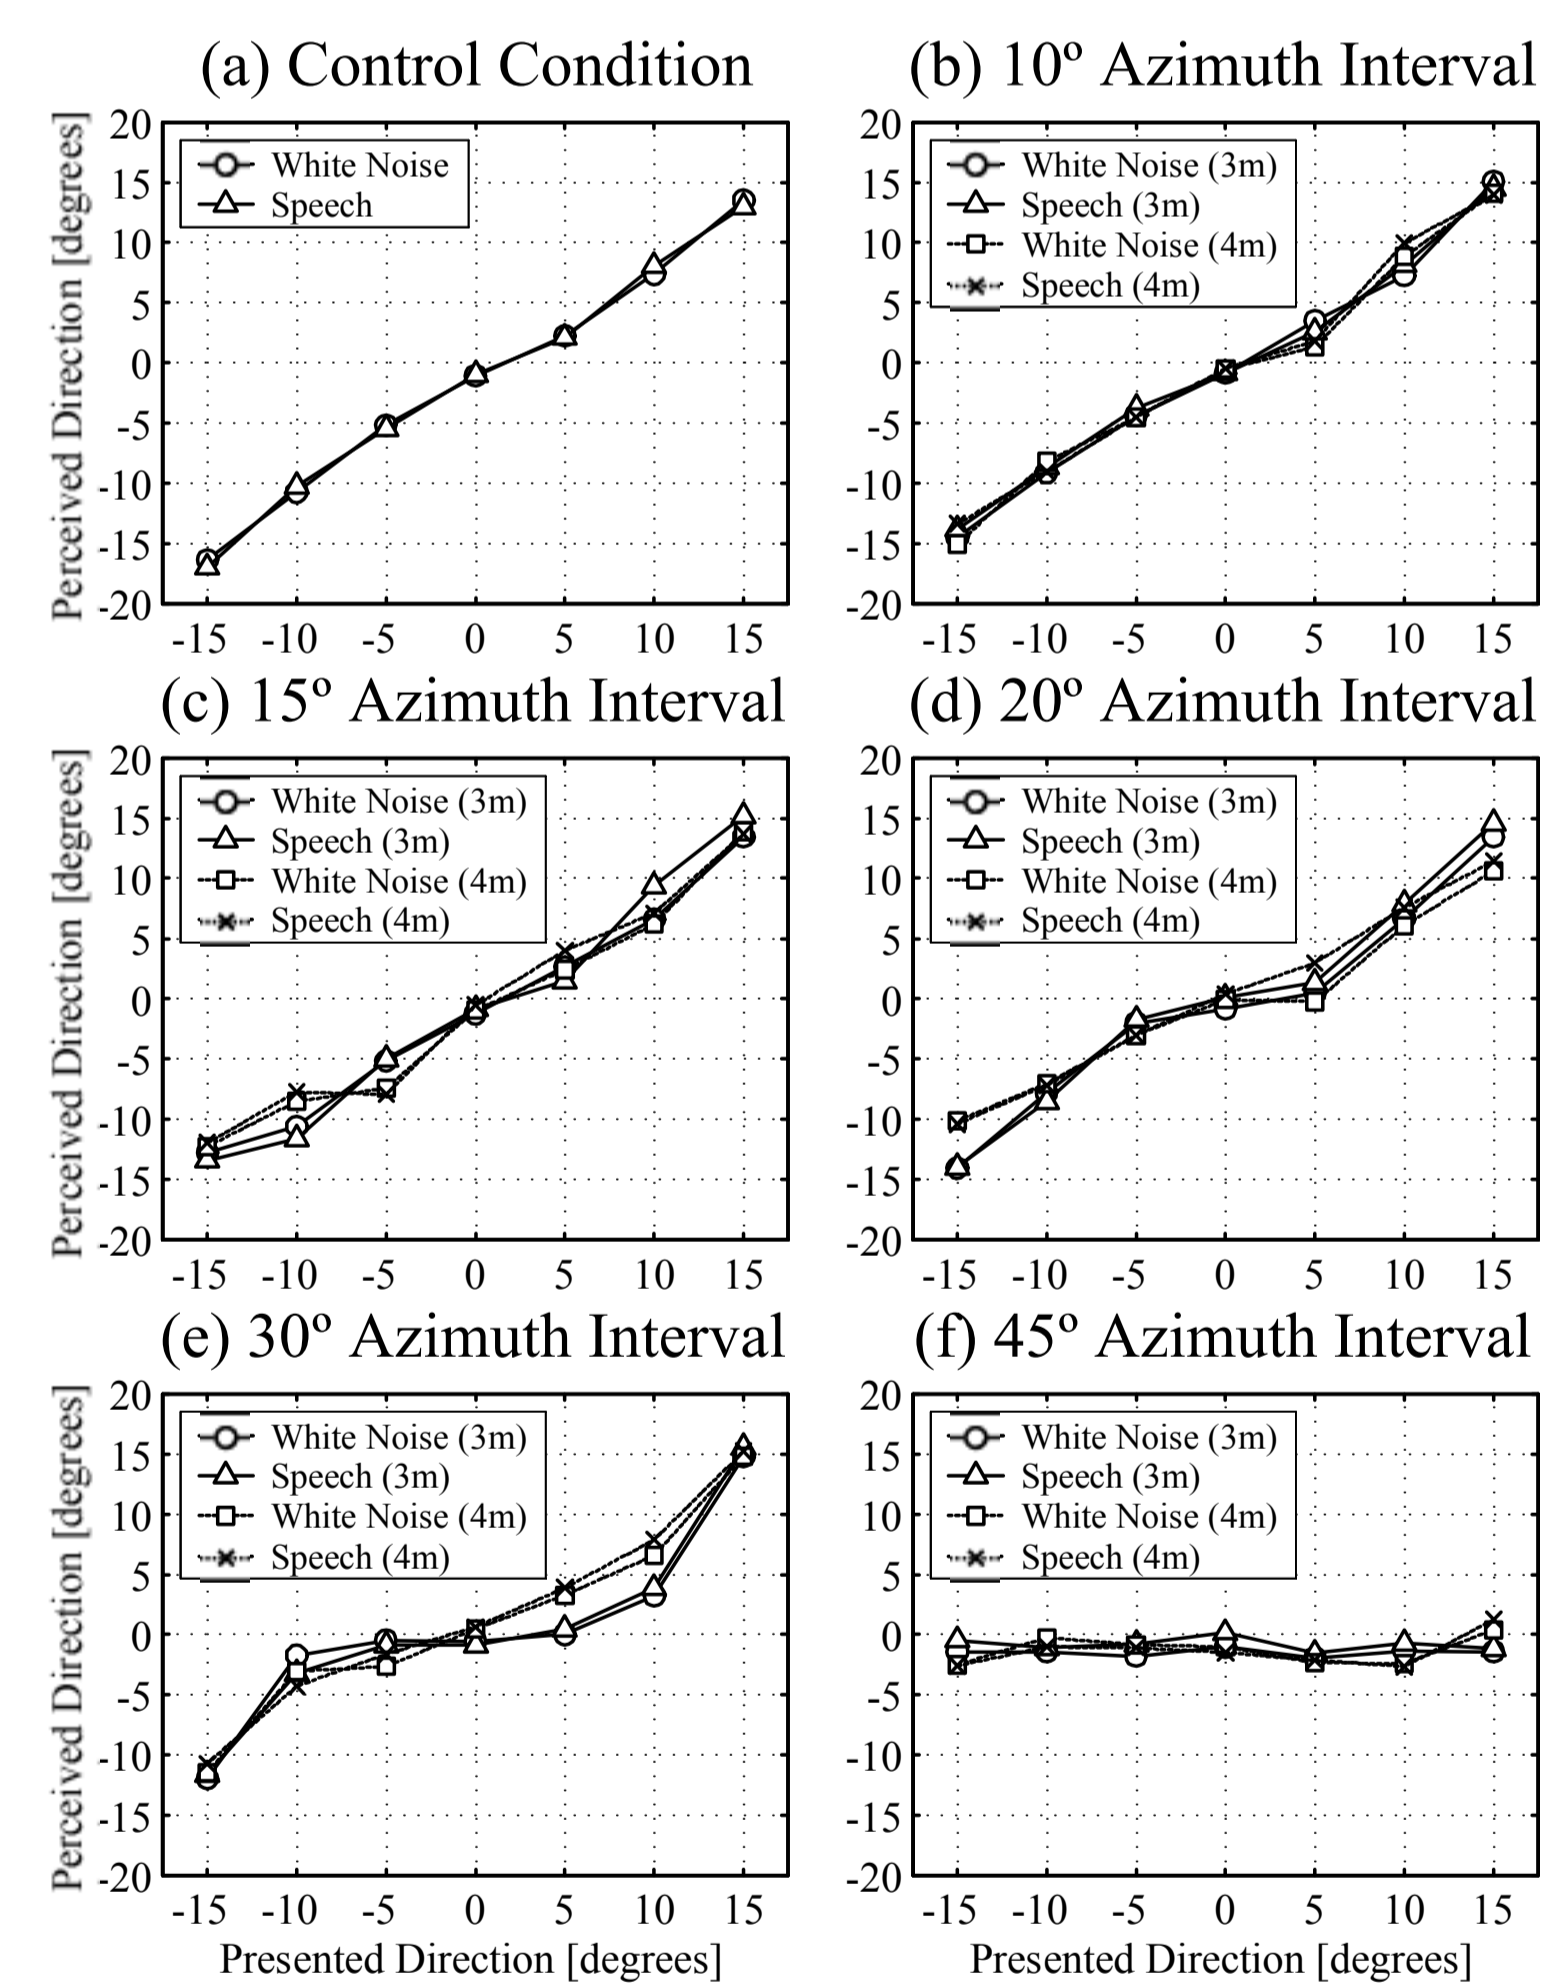 (a) Control Condition
Perceived Direction [degrees]
20
15
10
5
0
-5
-10
-15
-20
White Noise
Speech
-15 -10 -5 0 5 10 15
(b) 10º Azimuth Interval
20
15
10
5
0
-5
-10
-15
-20
White Noise (3m)
Speech (3m)
White Noise (4m)
Speech (4m)
-15 -10 -5 0 5 10 15
(c) 15º Azimuth Interval
Perceived Direction [degrees]
20
15
10
5
0
-5
-10
-15
-20
White Noise (3m)
Speech (3m)
White Noise (4m)
Speech (4m)
-15 -10 -5 0 5 10 15
(d) 20º Azimuth Interval
20
15
10
5
0
-5
-10
-15
-20
White Noise (3m)
Speech (3m)
White Noise (4m)
Speech (4m)
-15 -10 -5 0 5 10 15
(e) 30º Azimuth Interval
Perceived Direction [degrees]
20
15
10
5
0
-5
-10
-15
-20
White Noise (3m)
Speech (3m)
White Noise (4m)
Speech (4m)
-15 -10 -5 0 5 10 15
Presented Direction [degrees]
(f) 45º Azimuth Interval
20
15
10
5
0
-5
-10
-15
-20
White Noise (3m)
Speech (3m)
White Noise (4m)
Speech (4m)
-15 -10 -5 0 5 10 15
Presented Direction [degrees]